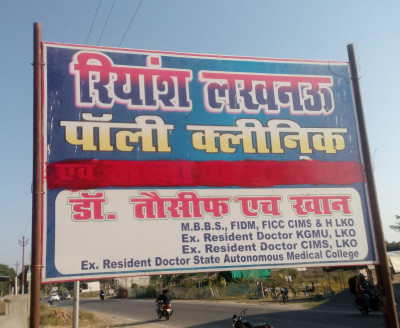 रियांश लखनऊ
पॉली क्लीनिक
एवं
डॉ. तौसीफ एच खान
M.B.B.S., FIDM, FICC CIMS & H LKO
Ex. Resident Doctor KGMU, LKO
Ex. Resident Doctor CIMS, LKO
Ex. Resident Doctor State Autonomous Medical College